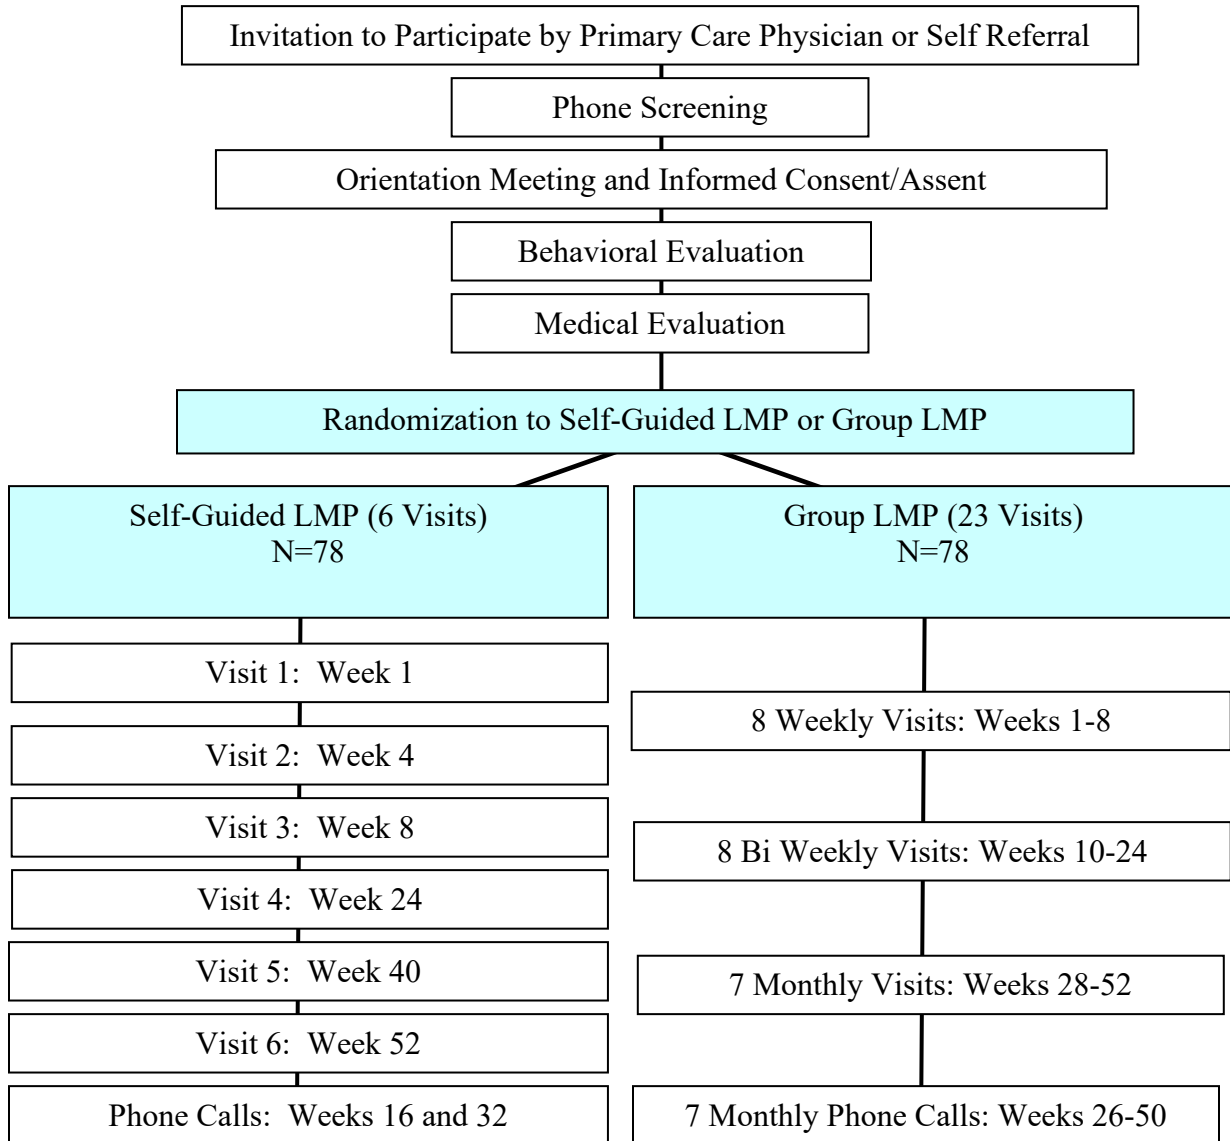 Invitation to Participate by Primary Care Physician or Self Referral
Phone Screening
Orientation Meeting and Informed Consent/Assent
Behavioral Evaluation
Medical Evaluation
Randomization to Self-Guided LMP or Group LMP
Self-Guided LMP (6 Visits)
N=78
Visit 1:  Week 1
Visit 2:  Week 4
Visit 3:  Week 8
Visit 4:  Week 24
Visit 5:  Week 40
Visit 6:  Week 52
Phone Calls:  Weeks 16 and 32
Group LMP (23 Visits)
N=78
8 Weekly Visits: Weeks 1-8
8 Bi Weekly Visits: Weeks 10-24
7 Monthly Visits: Weeks 28-52
7 Monthly Phone Calls: Weeks 26-50